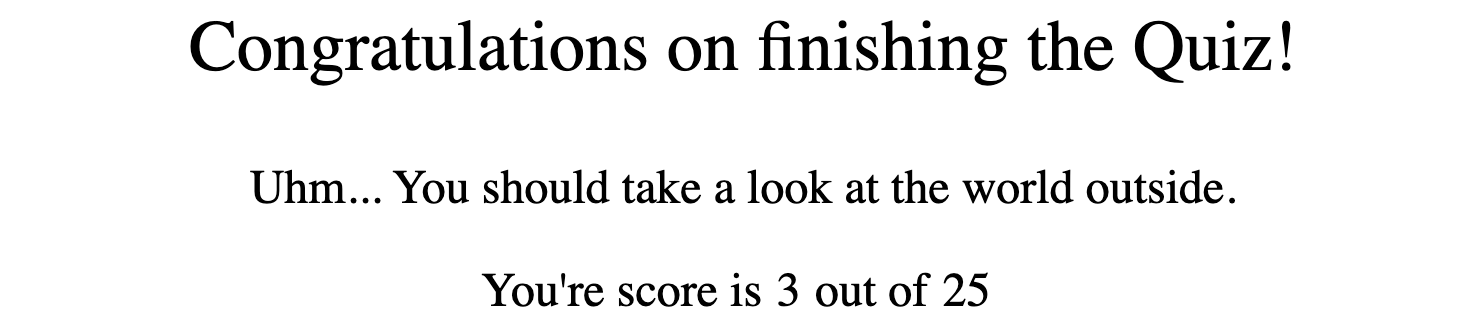 Congratulations on finishing the Quiz!
Uhm... You should take a look at the world outside.
You're score is 3 out of 25